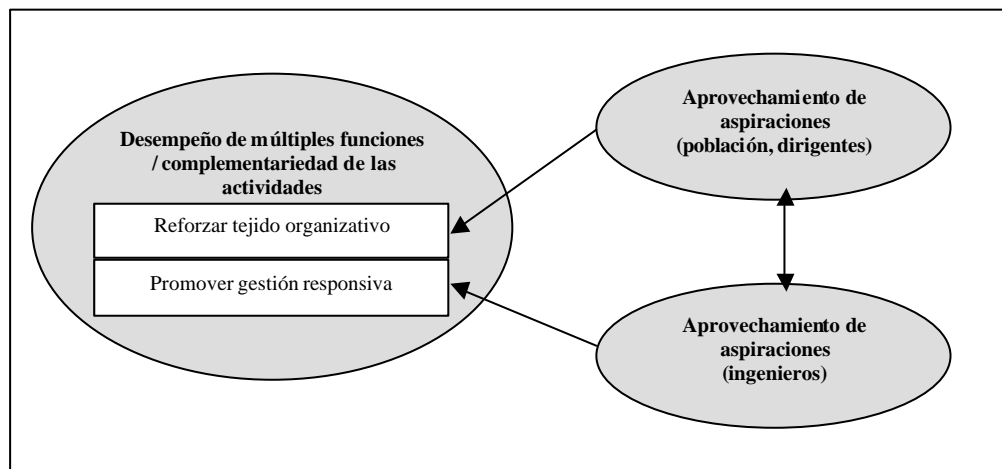 Desempeño de múltiples funciones
/ complementariedad de las
actividades
Reforzar tejido organizativo
Promover gestión responsiva
Aprovechamiento de
aspiraciones
(población, dirigentes)
Aprovechamiento de
aspiraciones
(ingenieros)